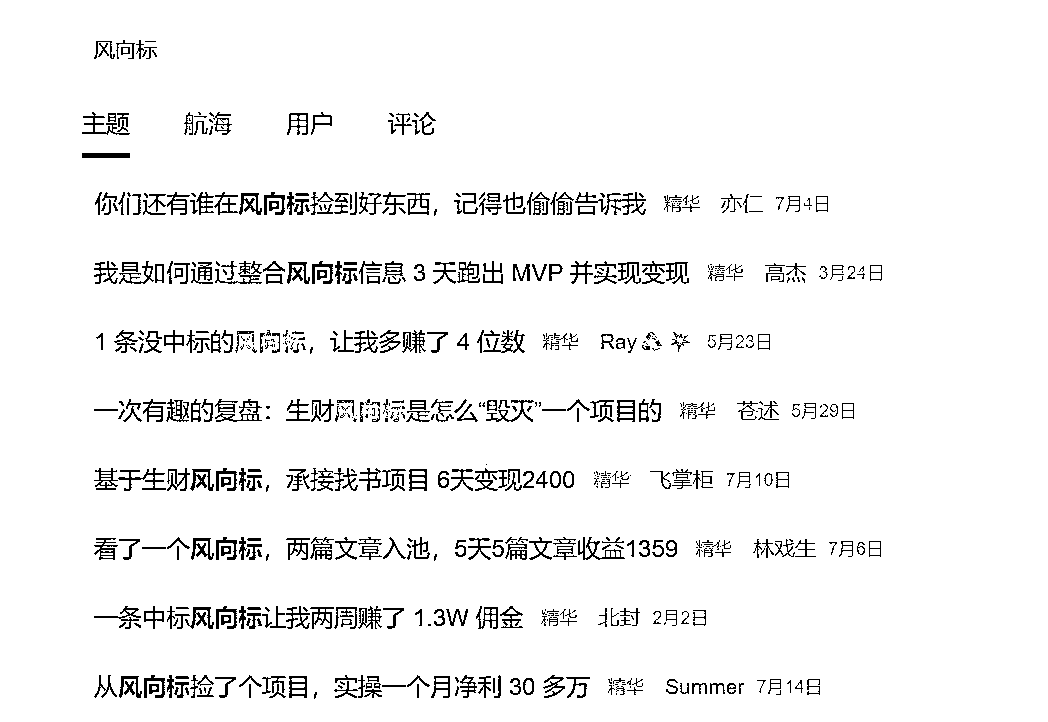 风向标
主题 航海 用户 评论
你们还有谁在风向标捡到好东西，记得也偷偷告诉我 精华 亦仁 7月4日
我是如何通过整合风向标信息 3 天跑出 MVP 并实现变现 精华 高杰 3月24日
1 条没中标的风向标，让我多赚了 4 位数 精华 Ray 5月23日
一次有趣的复盘：生财风向标是怎么“毁灭”一个项目的 精华 苍述 5月29日
基于生财风向标，承接找书项目 6天变现2400 精华 飞掌柜 7月10日
看了一个风向标，两篇文章入池，5天5篇文章收益1359 精华 林戏生 7月6日
一条中标风向标让我两周赚了 1.3W 佣金 精华 北封 2月2日
从风向标捡了个项目，实操一个月净利 30 多万 精华 Summer 7月14日